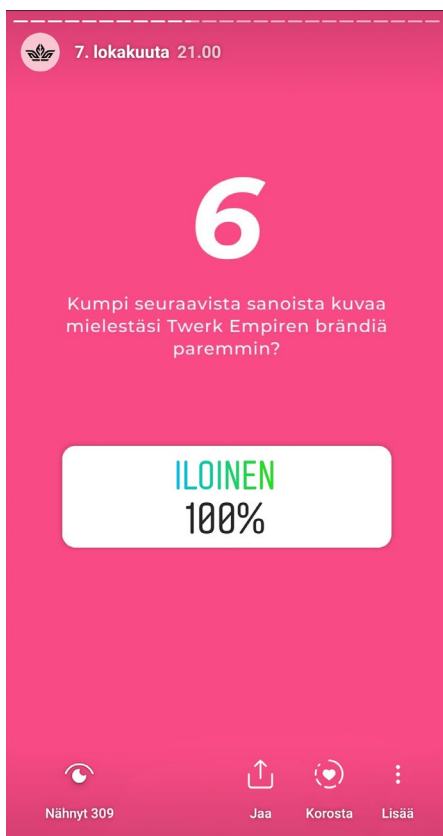 7. lokakuuta 21.00
6
Kumpi seuraavista sanoista kuvaa
mielestäsi Twerk Empiren brändiä
paremmin?
ILOINEN
100%
Nähnyt 309
Jaa
Korosta
Lisää